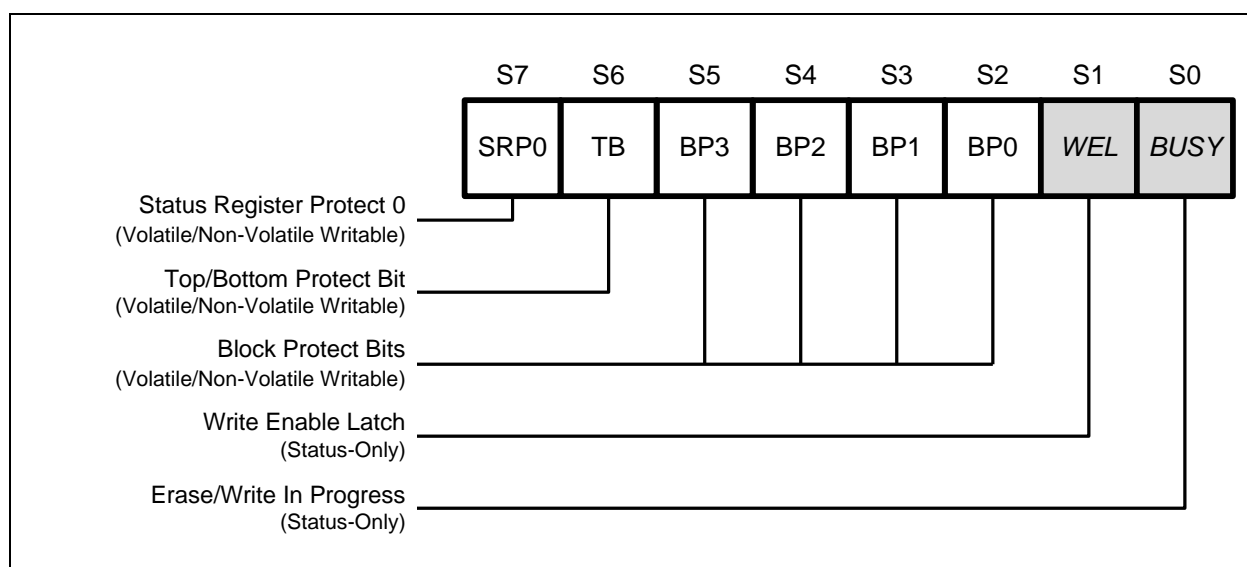 S7 S6 S5 S4 S3 S2 S1 S0
SRP0 TB BP3 BP2 BP1 BP0 WEL BUSY
Status Register Protect 0
(Volatile/Non-Volatile Writable)
Top/Bottom Protect Bit
(Volatile/Non-Volatile Writable)
Block Protect Bits
(Volatile/Non-Volatile Writable)
Write Enable Latch
(Status-Only)
Erase/Write In Progress
(Status-Only)